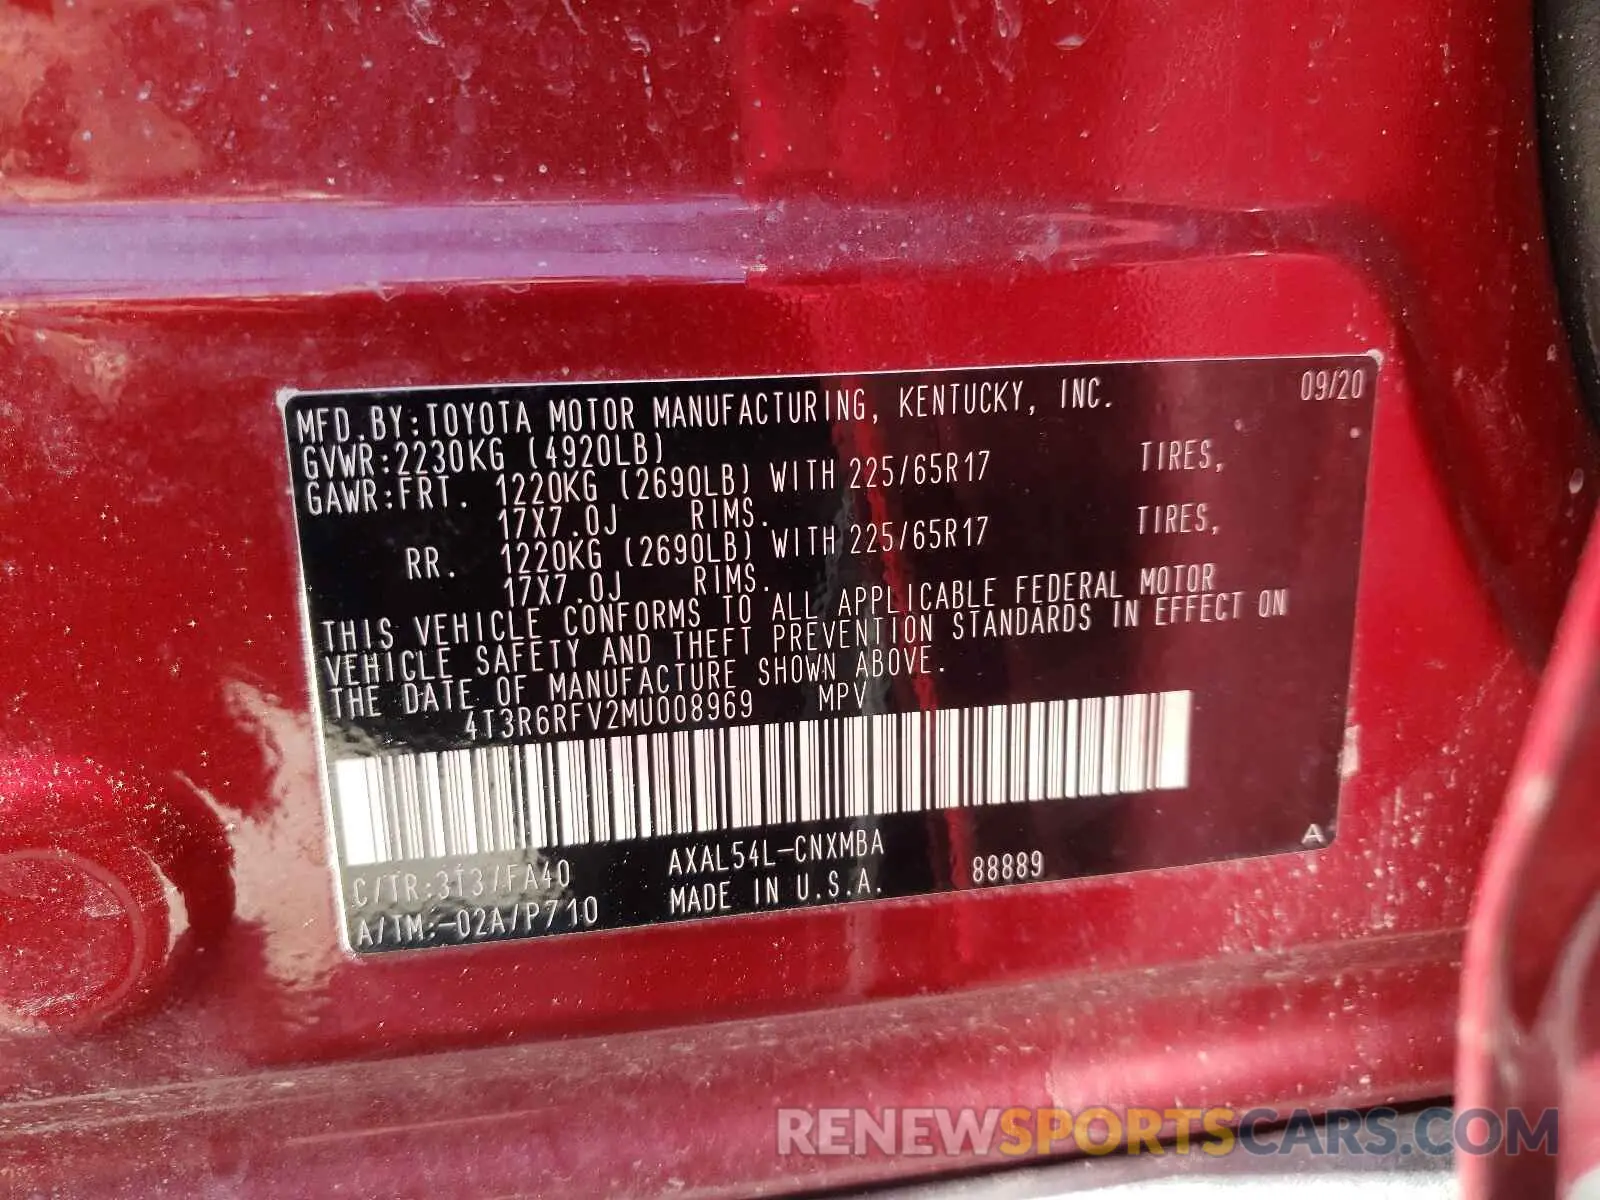 MFD.BY:TOYOTA MOTOR MANUFACTURING, KENTUCKY, INC. 09/20
GVWR:2230KG (4920LB)
GAWR:FRT. 1220KG (2690LB) WITH 225/65R17 TIRES,
17X7.0J RIMS.
RR. 1220KG (2690LB) WITH 225/65R17 TIRES,
17X7.0J RIMS.
THIS VEHICLE CONFORMS TO ALL APPLICABLE FEDERAL MOTOR
VEHICLE SAFETY AND THEFT PREVENTION STANDARDS IN EFFECT ON
THE DATE OF MANUFACTURE SHOWN ABOVE.
4T3R6RFV2MU008969 MPV
C/TR:3T3/FA40 AXAL54L-CNXMBA A
A/TM:-02A/P710 MADE IN U.S.A. 88889
RENEWSPORTSCARS.COM